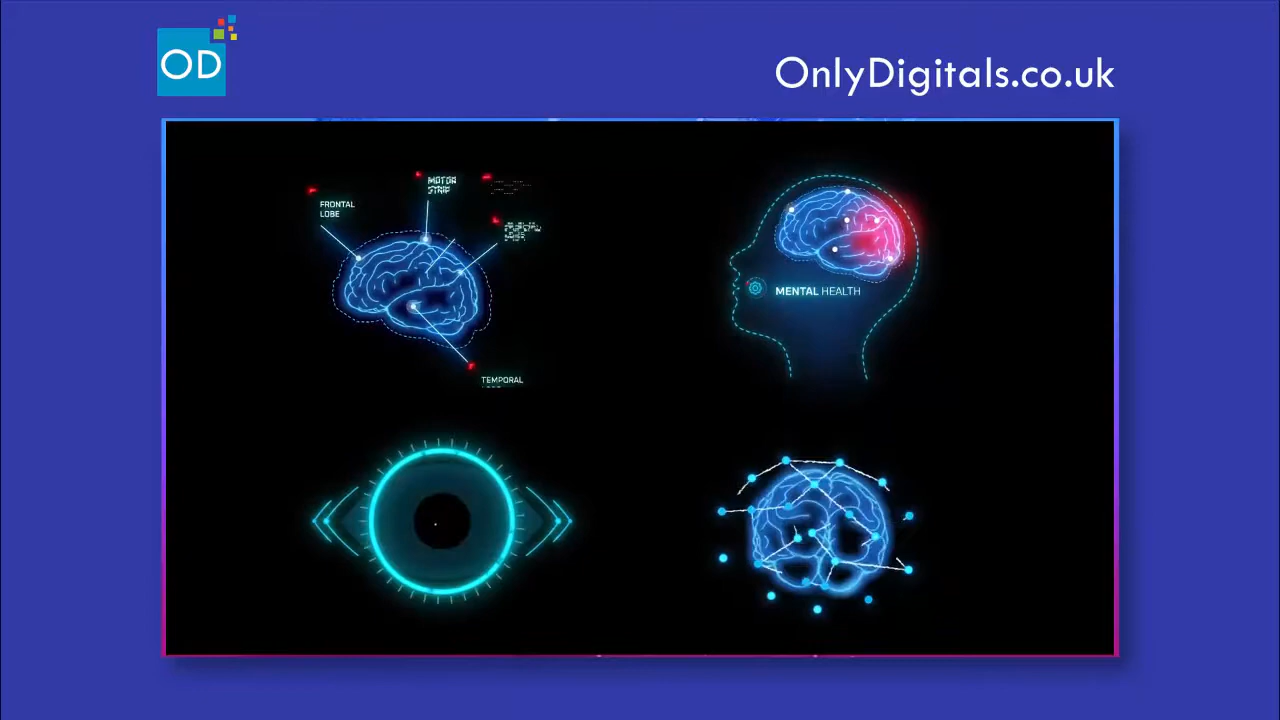 OD
OnlyDigitals.co.uk
MOTOR
STRIP
FRONTAL
LOBE
MENTAL HEALTH
TEMPORAL